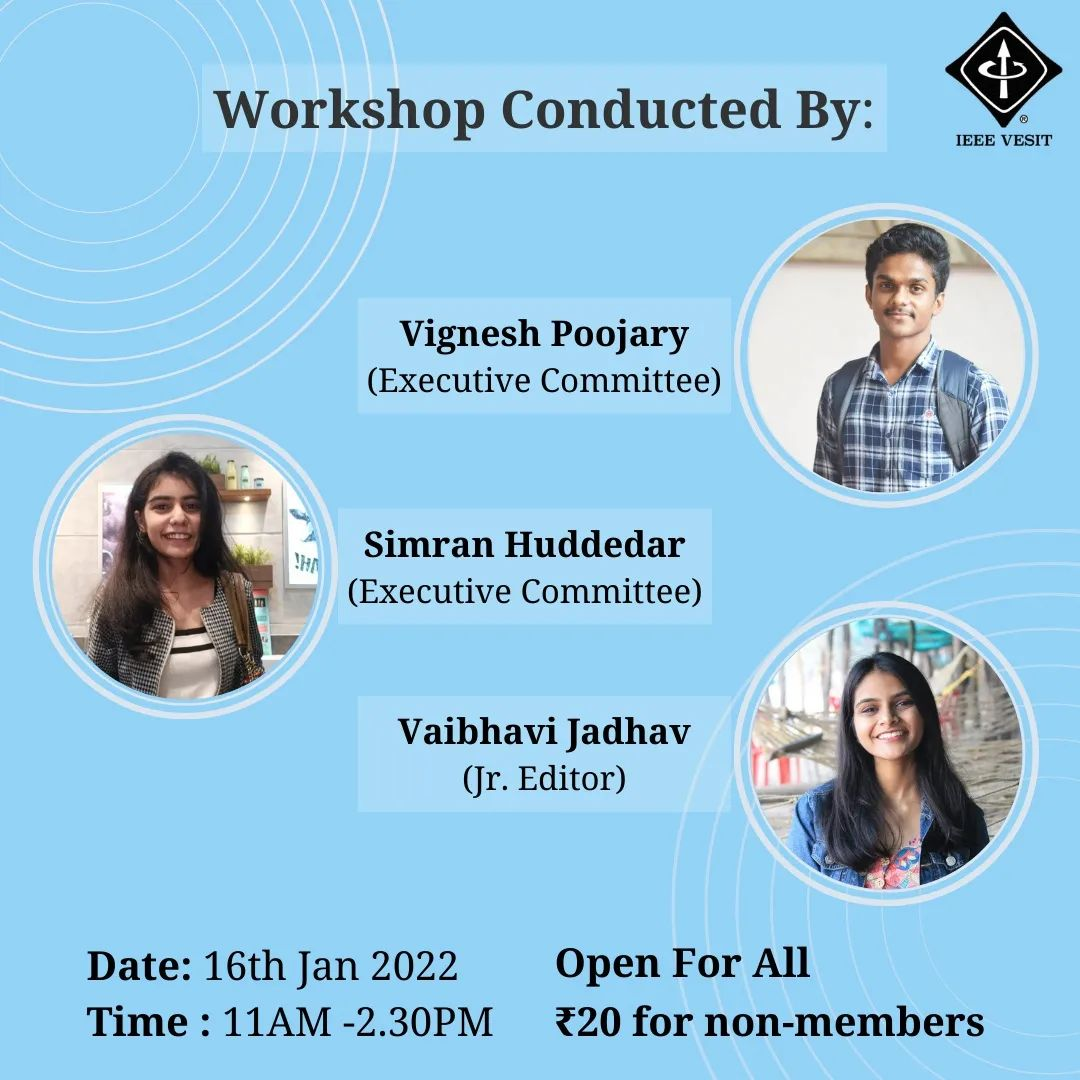 Workshop Conducted By:
®
IEEE VESIT
Vignesh Poojary
(Executive Committee)
Simran Huddedar
(Executive Committee)
Vaibhavi Jadhav
(Jr. Editor)
Date: 16th Jan 2022
Time : 11AM -2.30PM
Open For All
₹20 for non-members